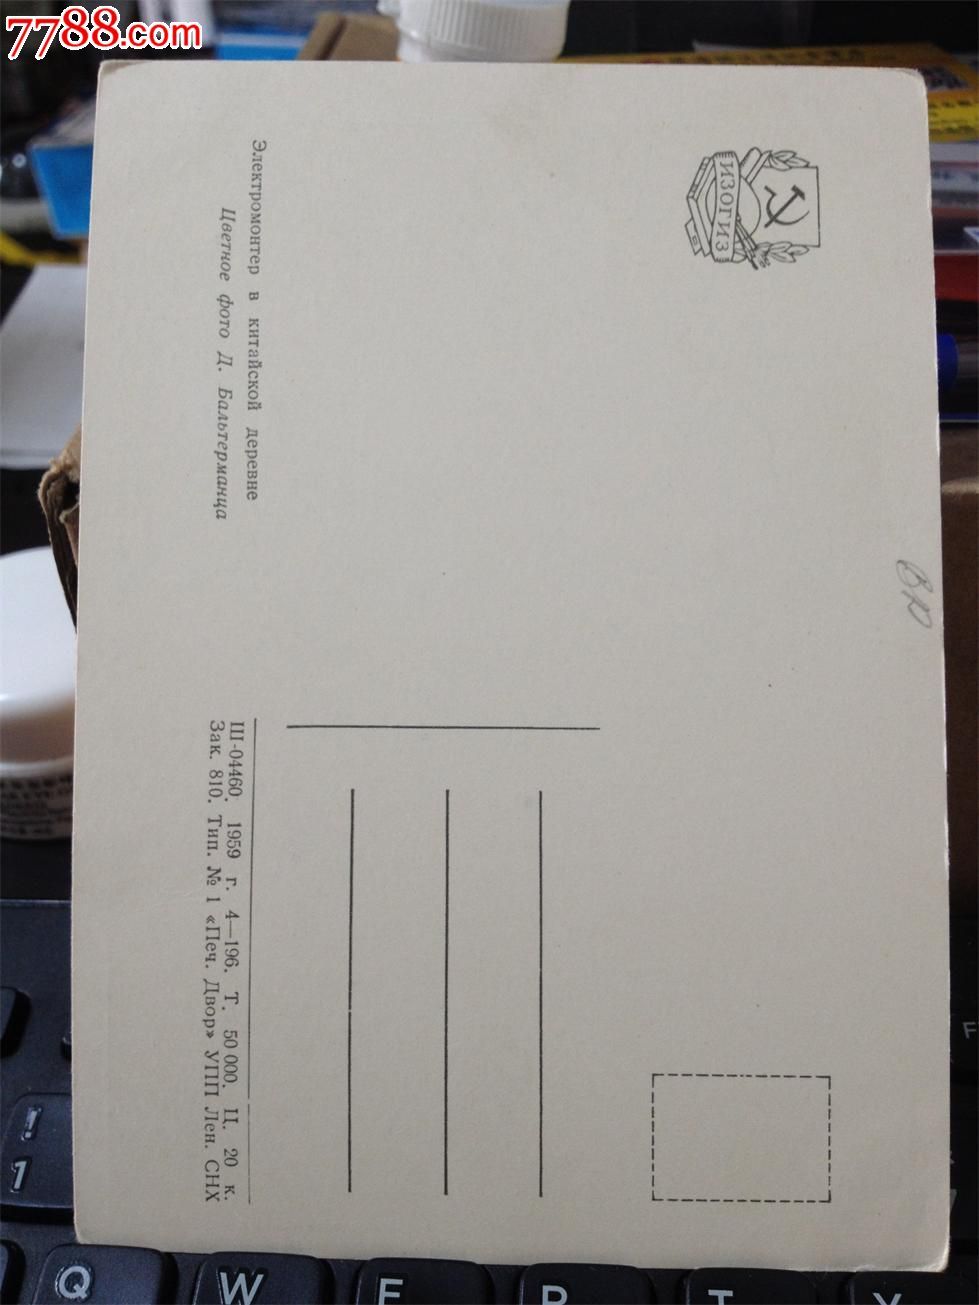 7788.com
ИЗОГИЗ
Электромонтер в китайской деревне
Цветное фото Д. Бальтерманца
Ш-04460. 1959 г. 4—196. Т. 50 000. Ц. 20 к.
Зак. 810. Тип. № 1 «Печ. Двор» УПП Лен. СНХ
!
1
Q
W
E
R
T
Y
F